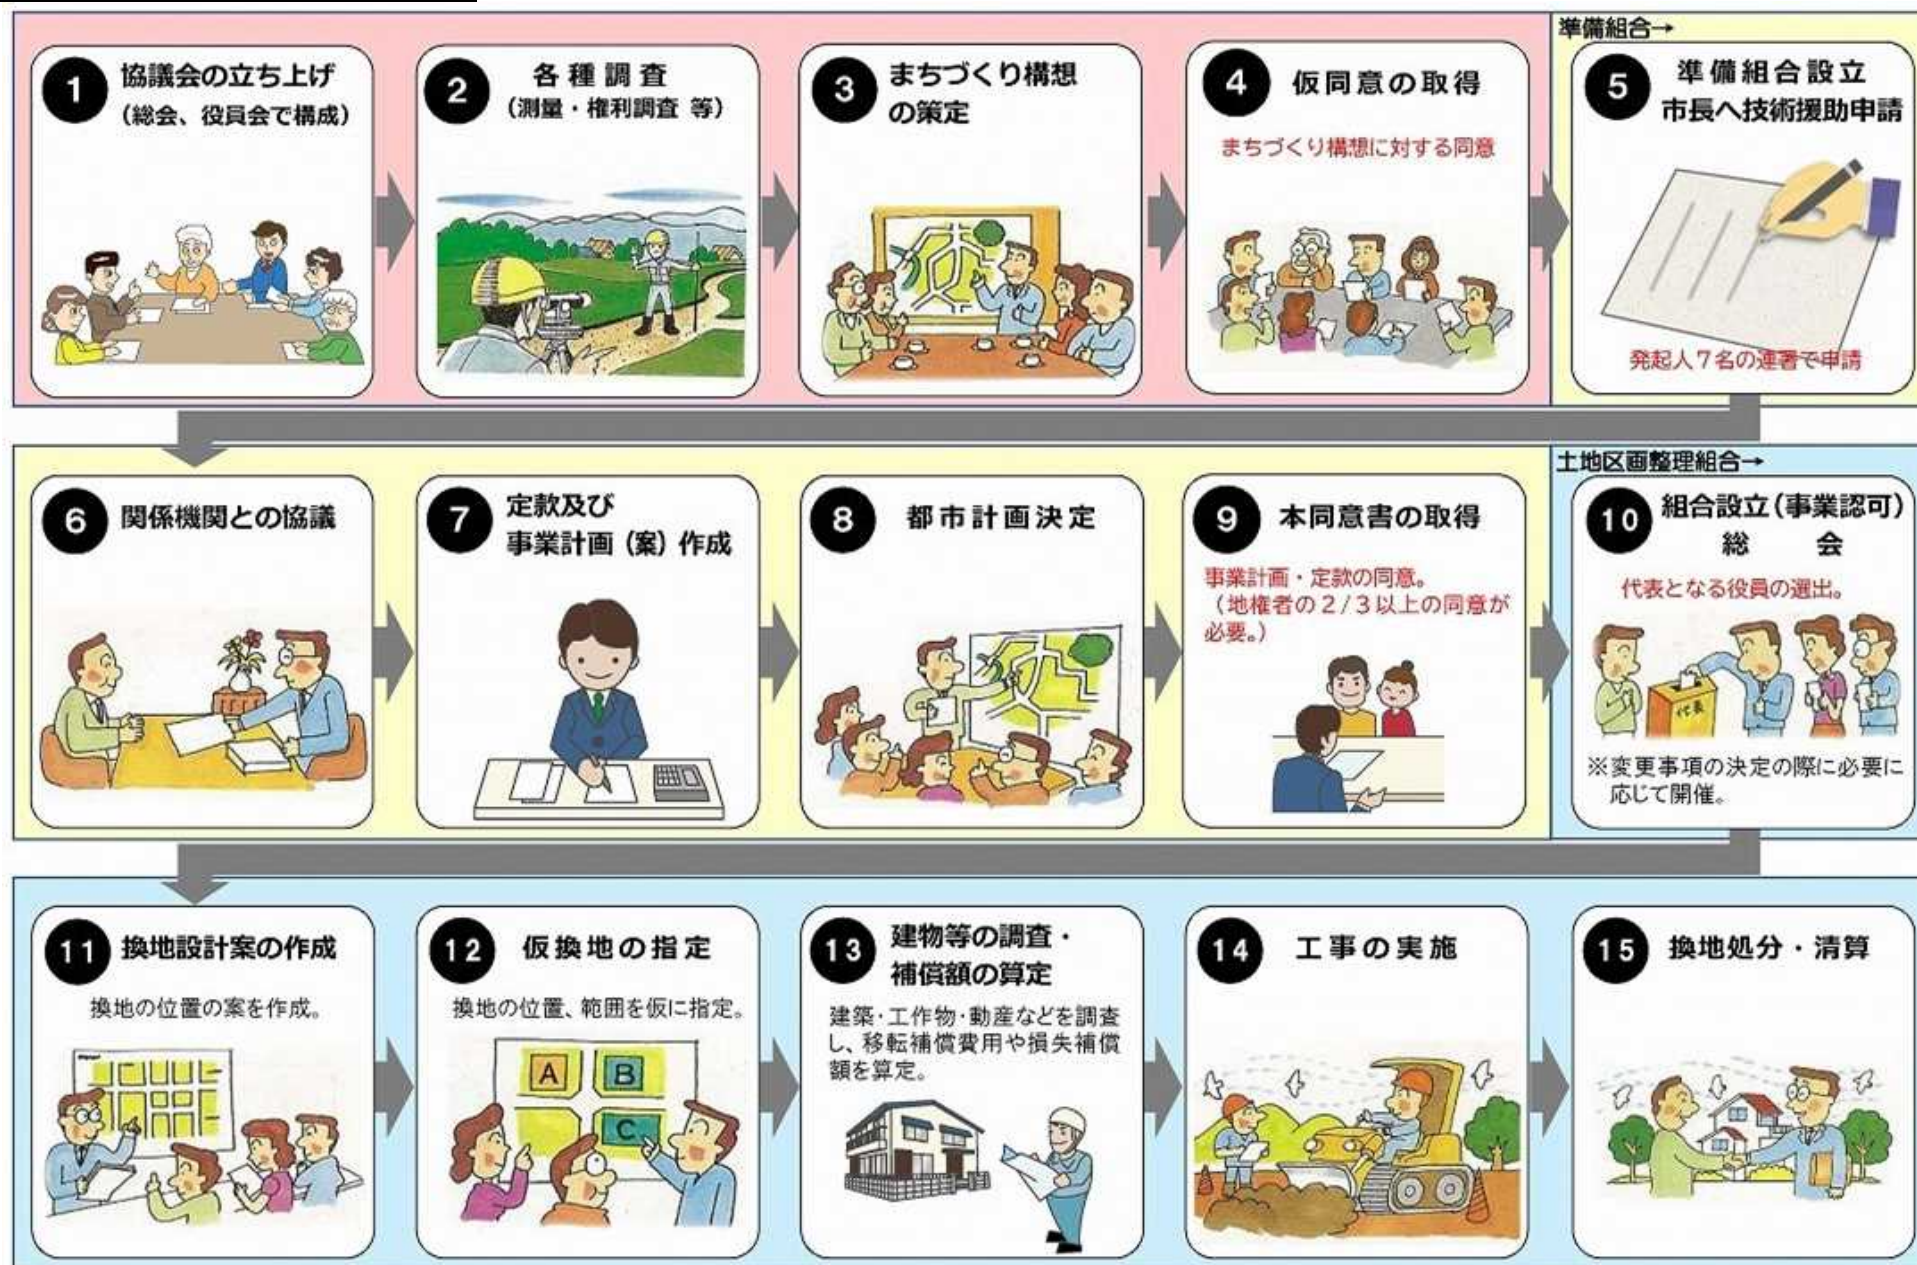 準備組合→
1 協議会の立ち上げ
(総会、役員会で構成)
2 各種調査
(測量・権利調査 等)
3 まちづくり構想
の策定
4 仮同意の取得
まちづくり構想に対する同意
5 準備組合設立
市長へ技術援助申請
発起人7名の連署で申請
土地区画整理組合→
6 関係機関との協議
7 定款及び
事業計画(案)作成
8 都市計画決定
9 本同意書の取得
事業計画・定款の同意。
(地権者の2/3以上の同意が
必要。)
10 組合設立(事業認可)
総 会
代表となる役員の選出。
代表
※変更事項の決定の際に必要に
応じて開催。
11 換地設計案の作成
換地の位置の案を作成。
12 仮換地の指定
換地の位置、範囲を仮に指定。
A B
C
13 建物等の調査・
補償額の算定
建築・工作物・動産などを調査
し、移転補償費用や損失補償
額を算定。
14 工事の実施
15 換地処分・清算